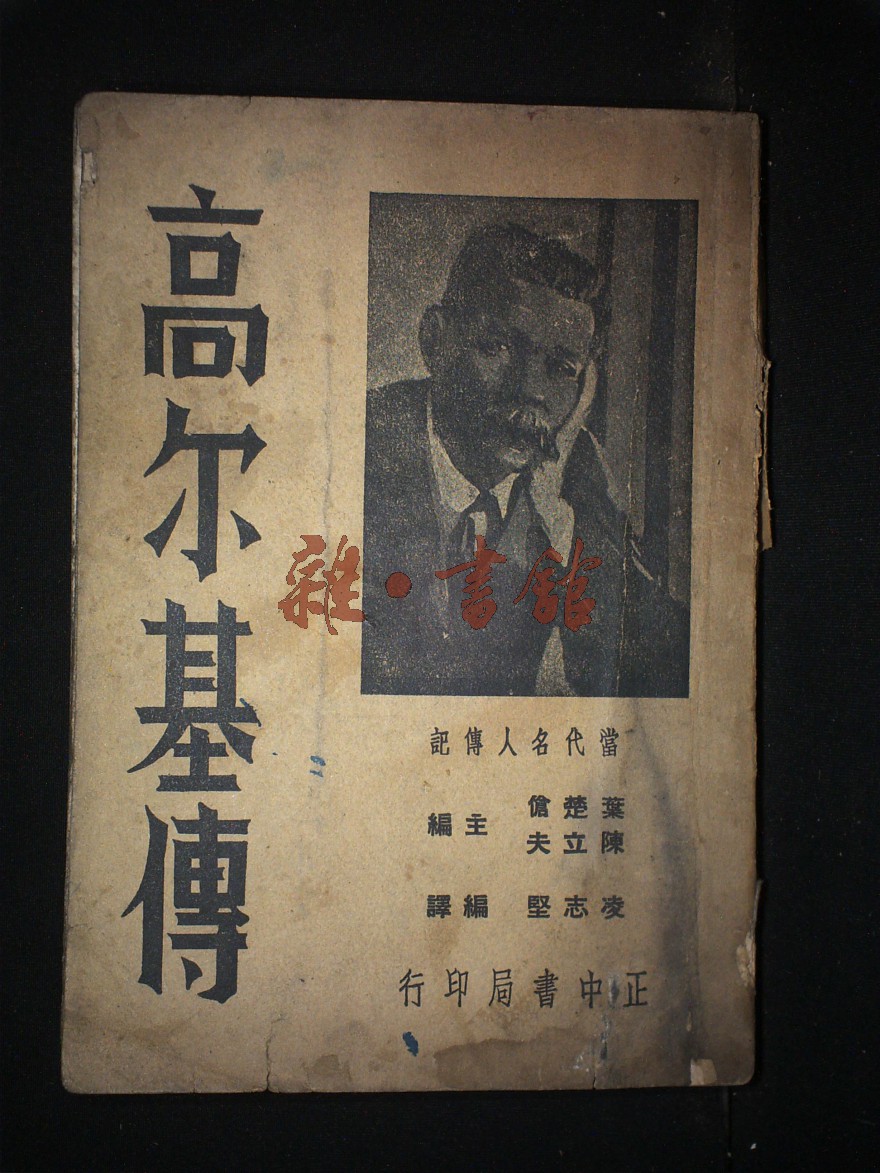 高尔基傳
當代名人傳記
葉楚傖
陳立夫
主編
凌志堅 編譯
正中書局印行
雜·書館